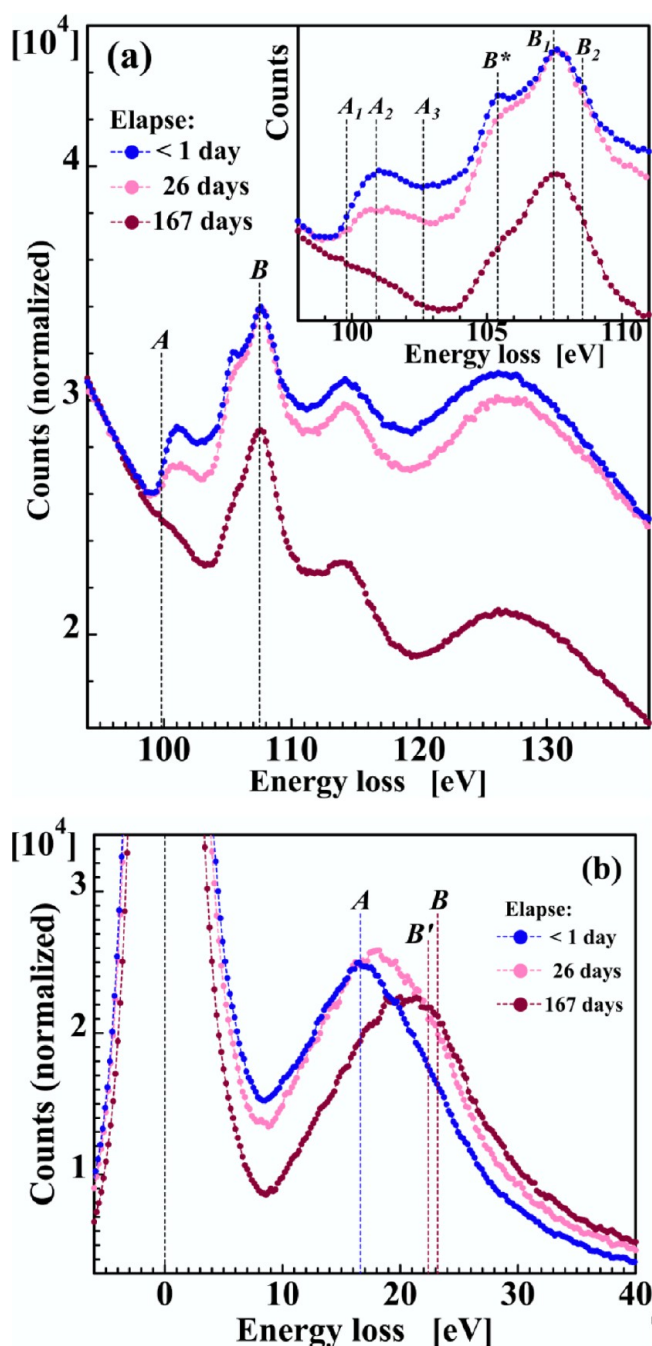 [10⁴]
(a)
Elapse:
< 1 day
26 days
167 days
4
3
2
Counts (normalized)
A
B
100 110 120 130
Energy loss [eV]
Counts
A₁ A₂ A₃ B* B₁ B₂
100 105 110
Energy loss [eV]
[10⁴]
(b)
3
2
1
Counts (normalized)
A
B'
B
Elapse:
< 1 day
26 days
167 days
0 10 20 30 40
Energy loss [eV]